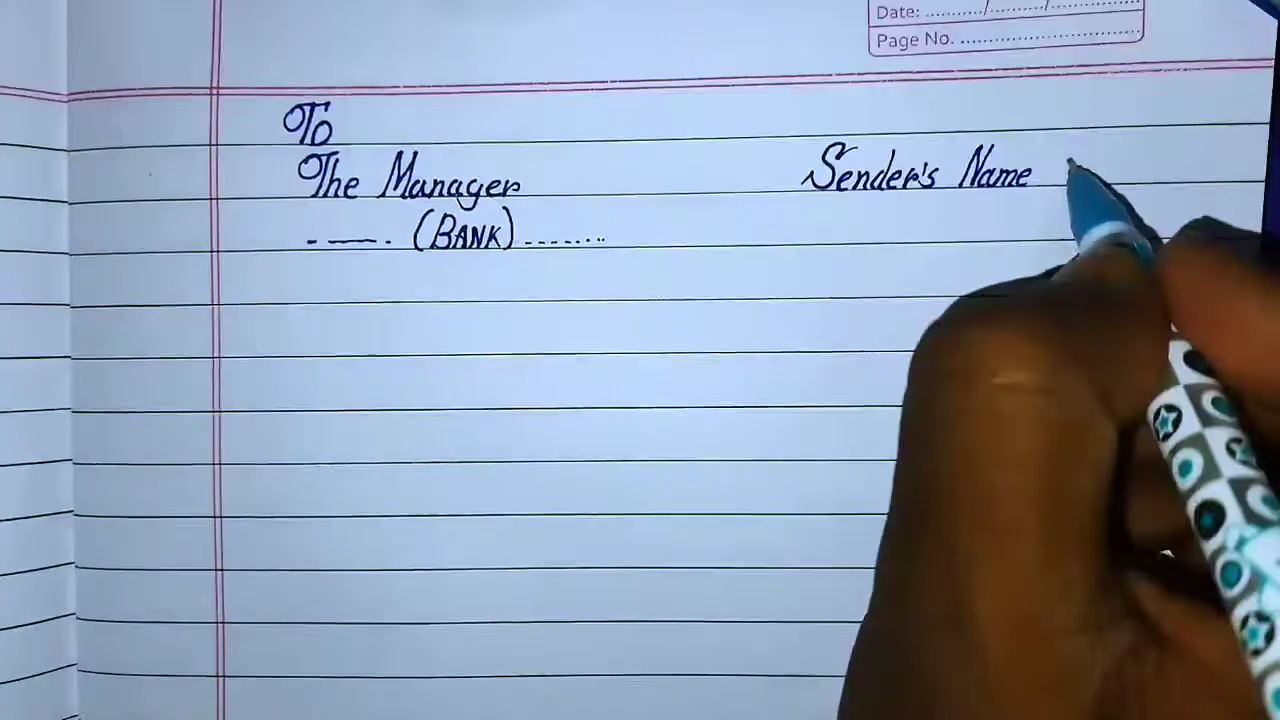 Date: ........../........../..............
Page No. ..............................
To
The Manager
Sender's Name
- ---. (BANK) ........